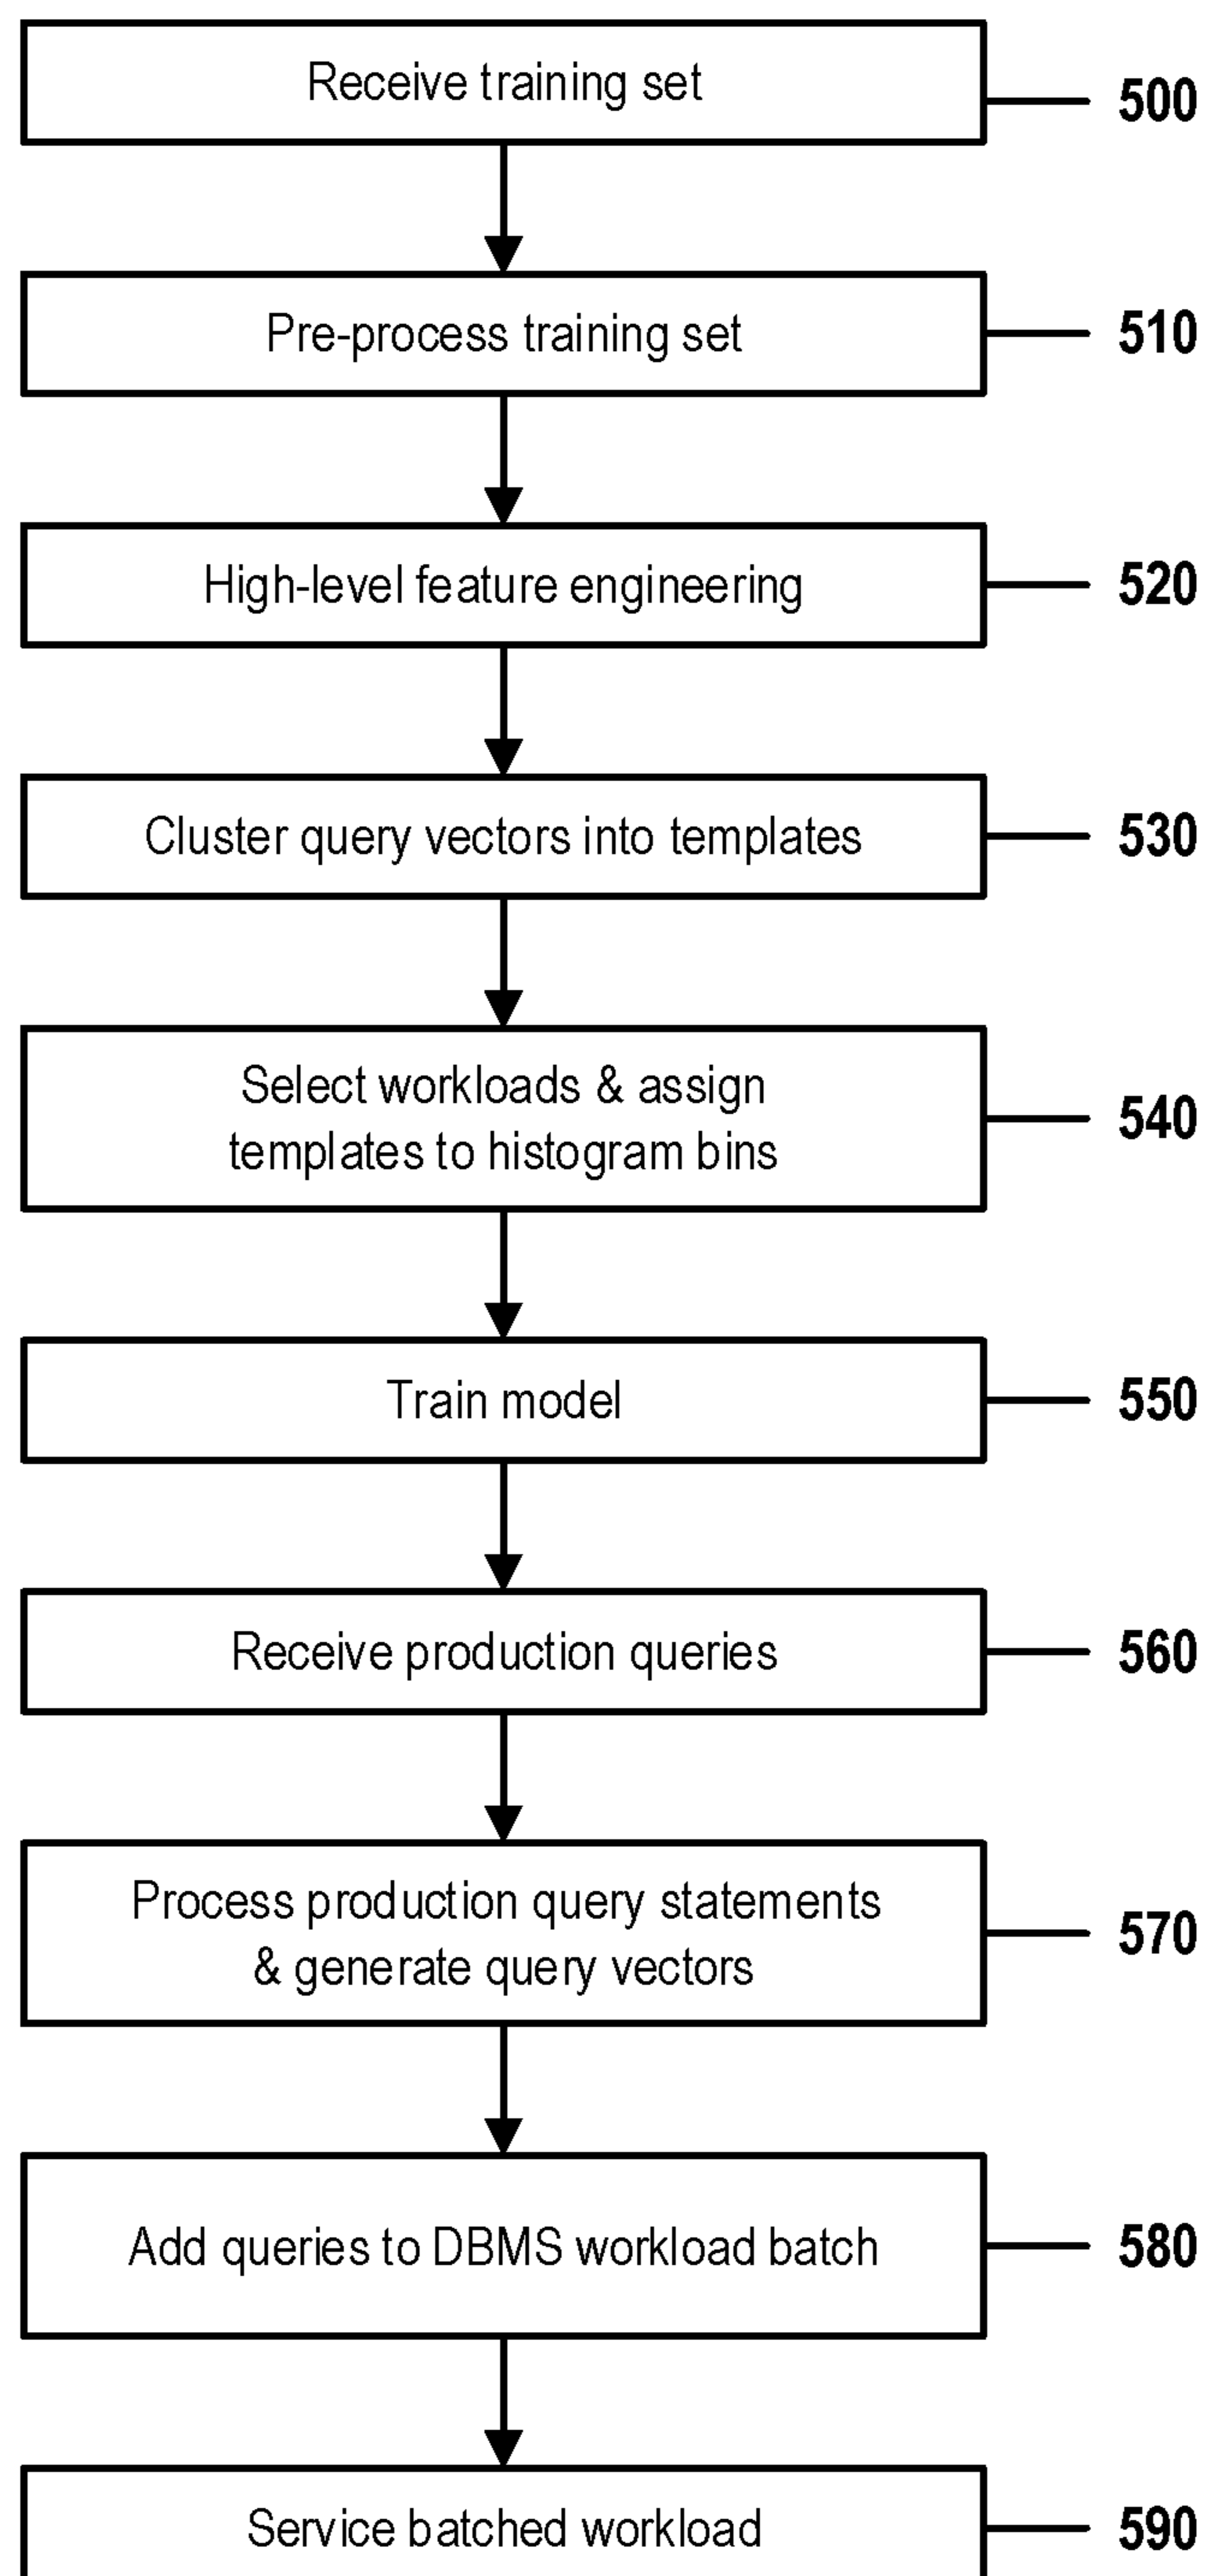 Receive training set
500
Pre-process training set
510
High-level feature engineering
520
Cluster query vectors into templates
530
Select workloads & assign
templates to histogram bins
540
Train model
550
Receive production queries
560
Process production query statements
& generate query vectors
570
Add queries to DBMS workload batch
580
Service batched workload
590